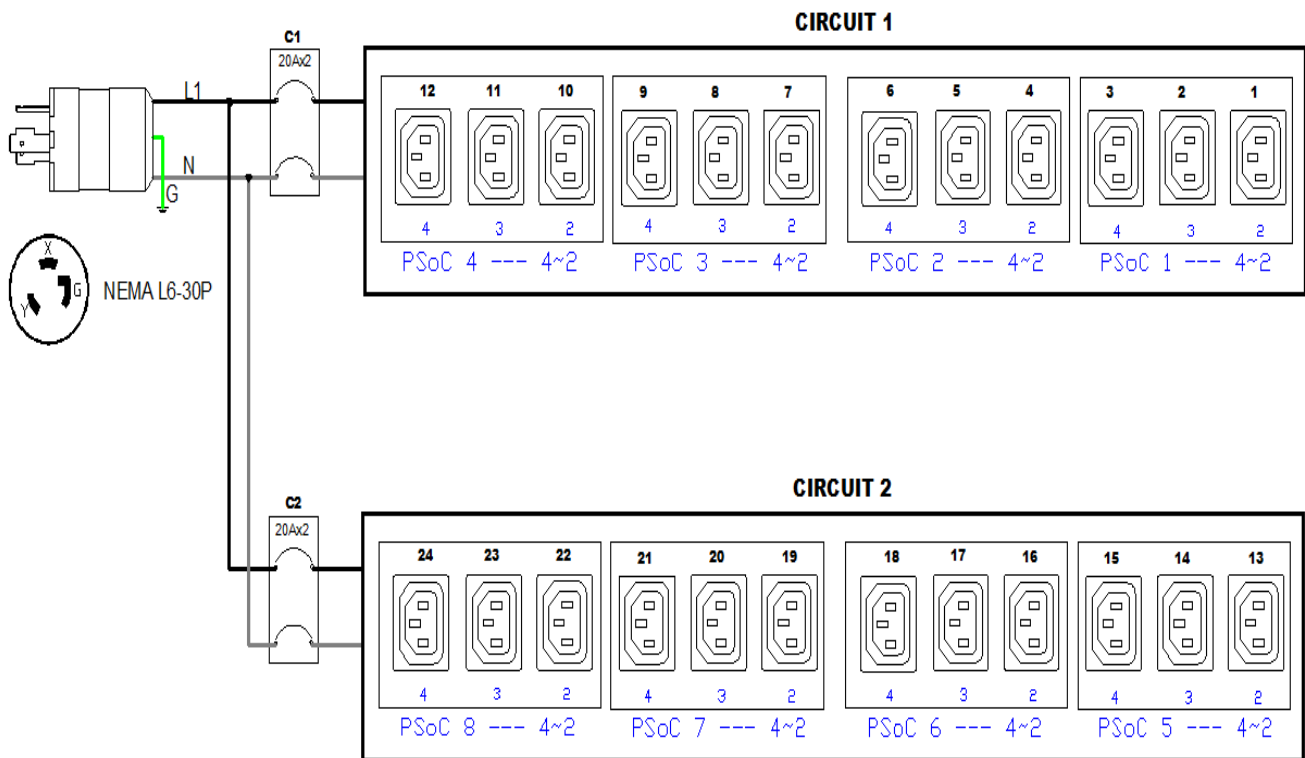 CIRCUIT 1
C1
20Ax2
L1
N
G
12 11 10 9 8 7 6 5 4 3 2 1
4 3 2 4 3 2 4 3 2 4 3 2
PSoC 4 --- 4~2 PSoC 3 --- 4~2 PSoC 2 --- 4~2 PSoC 1 --- 4~2
X
G
Y
NEMA L6-30P
CIRCUIT 2
C2
20Ax2
24 23 22 21 20 19 18 17 16 15 14 13
4 3 2 4 3 2 4 3 2 4 3 2
PSoC 8 --- 4~2 PSoC 7 --- 4~2 PSoC 6 --- 4~2 PSoC 5 --- 4~2